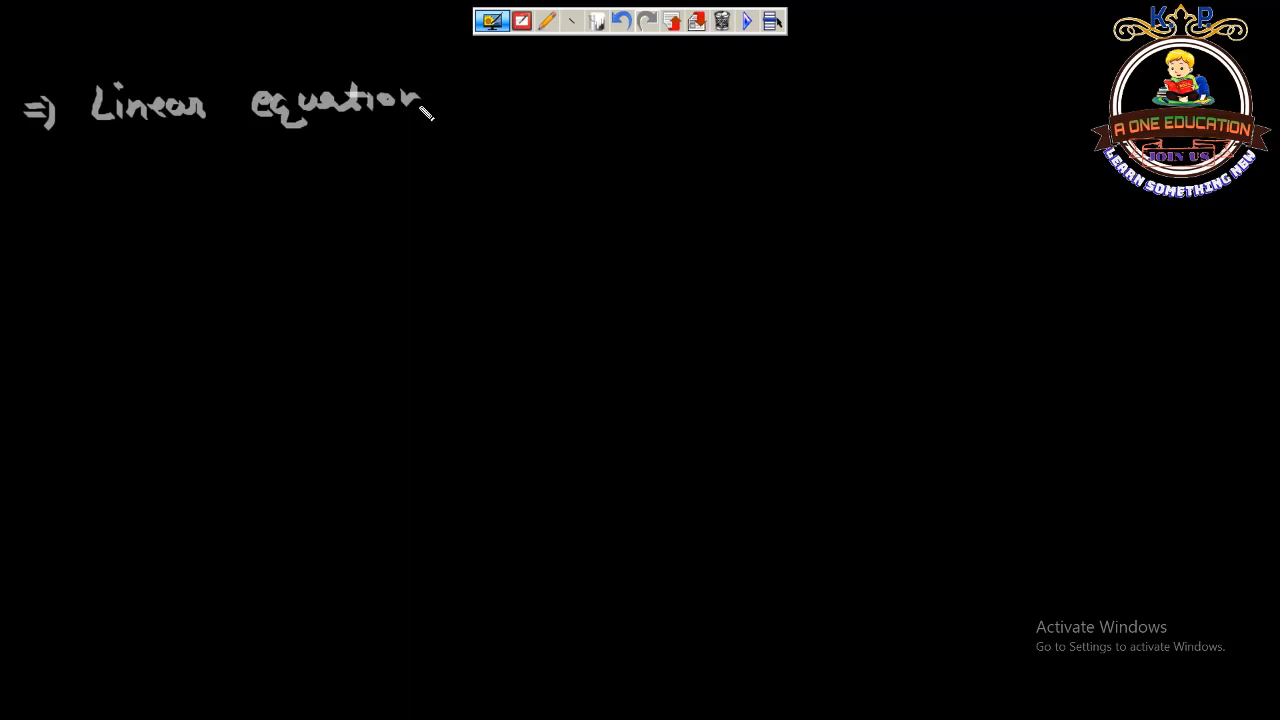 K P
⇒ Linear equation
A ONE EDUCATION
JOIN US
LEARN SOMETHING NEW
Activate Windows
Go to Settings to activate Windows.